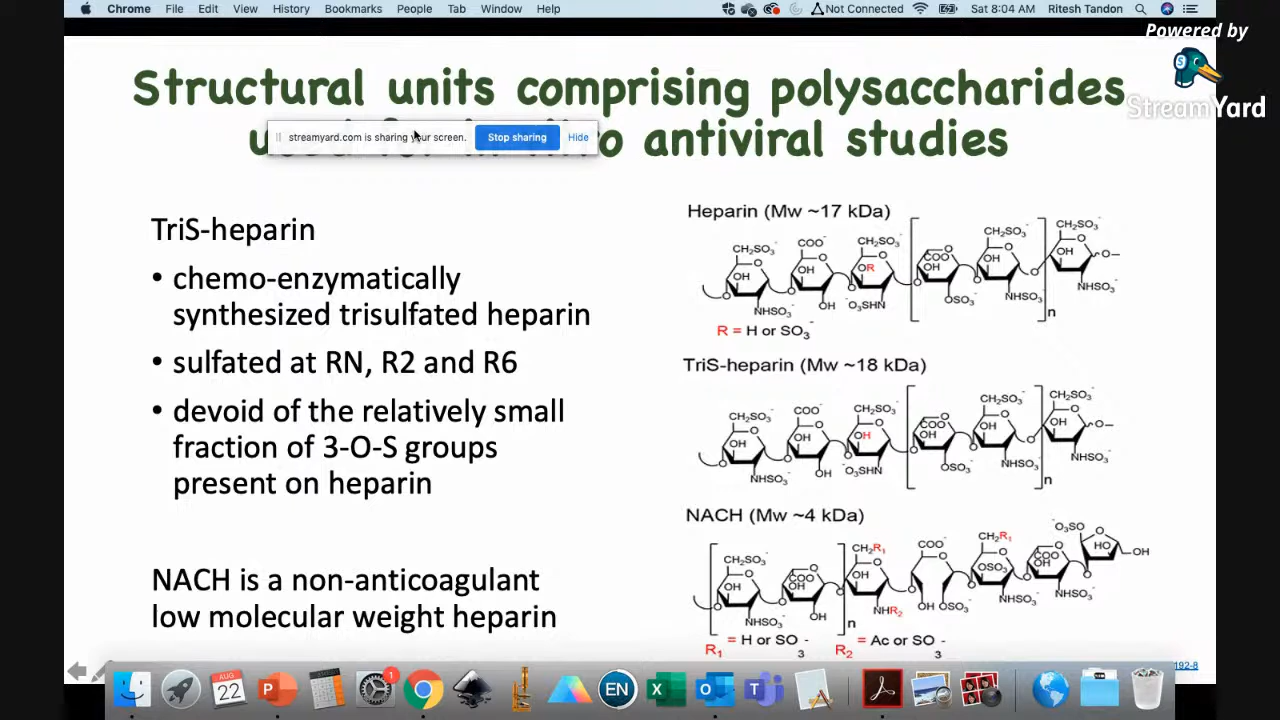 Chrome File Edit View History Bookmarks People Tab Window Help Not Connected Sat 8:04 AM Ritesh Tandon
Powered by
StreamYard
Structural units comprising polysaccharides
antiviral studies
streamyard.com is sharing your screen. Stop sharing Hide
TriS-heparin
• chemo-enzymatically
synthesized trisulfated heparin
• sulfated at RN, R2 and R6
• devoid of the relatively small
fraction of 3-O-S groups
present on heparin
NACH is a non-anticoagulant
low molecular weight heparin
Heparin (Mw ~17 kDa)
R = H or SO3-
TriS-heparin (Mw ~18 kDa)
NACH (Mw ~4 kDa)
R1 = H or SO3- R2 = Ac or SO3-
192-8
AUG
22
1
EN